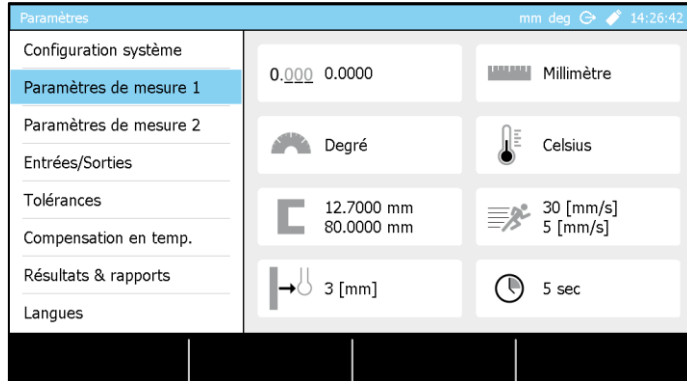 Paramètres
mm deg 14:26:42
Configuration système
Paramètres de mesure 1
Paramètres de mesure 2
Entrées/Sorties
Tolérances
Compensation en temp.
Résultats & rapports
Langues
0.000 0.0000
Millimètre
Degré
Celsius
12.7000 mm
80.0000 mm
30 [mm/s]
5 [mm/s]
3 [mm]
5 sec